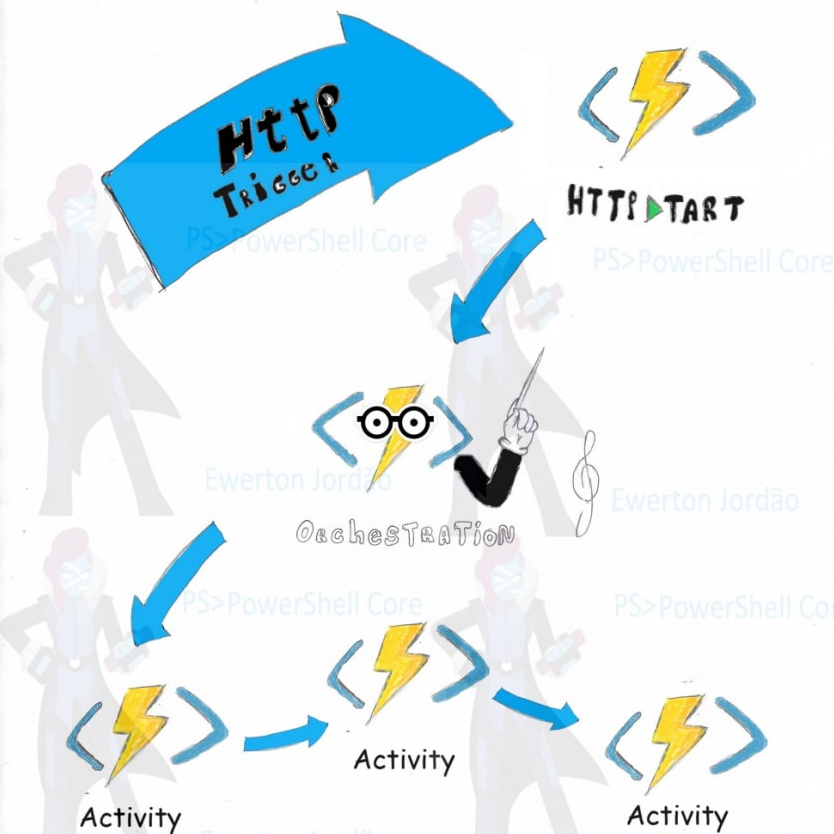 Http
Trigger
HTTPSTART
PS>PowerShell Core
PS>PowerShell Core
Ewerton Jordão
Ewerton Jordão
OrchesTRATioN
PS>PowerShell Core
PS>PowerShell Cor
Activity
Activity
Activity